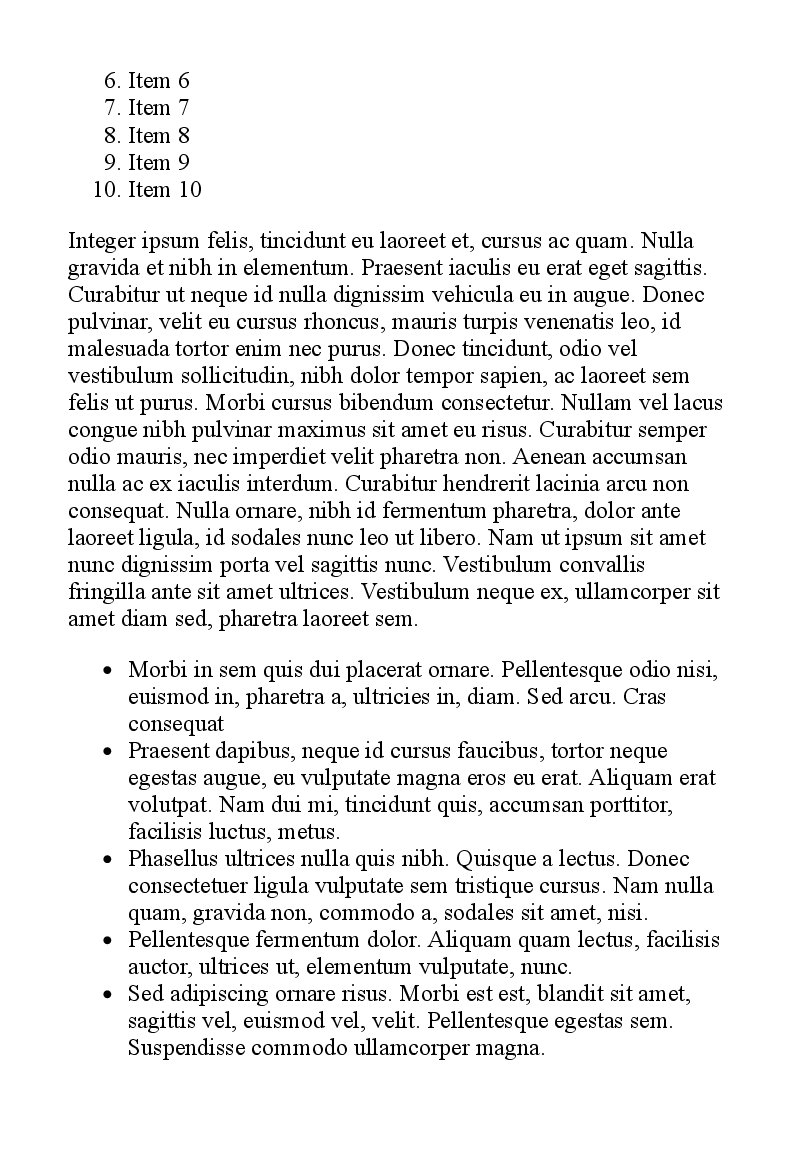 6. Item 6
7. Item 7
8. Item 8
9. Item 9
10. Item 10
Integer ipsum felis, tincidunt eu laoreet et, cursus ac quam. Nulla
gravida et nibh in elementum. Praesent iaculis eu erat eget sagittis.
Curabitur ut neque id nulla dignissim vehicula eu in augue. Donec
pulvinar, velit eu cursus rhoncus, mauris turpis venenatis leo, id
malesuada tortor enim nec purus. Donec tincidunt, odio vel
vestibulum sollicitudin, nibh dolor tempor sapien, ac laoreet sem
felis ut purus. Morbi cursus bibendum consectetur. Nullam vel lacus
congue nibh pulvinar maximus sit amet eu risus. Curabitur semper
odio mauris, nec imperdiet velit pharetra non. Aenean accumsan
nulla ac ex iaculis interdum. Curabitur hendrerit lacinia arcu non
consequat. Nulla ornare, nibh id fermentum pharetra, dolor ante
laoreet ligula, id sodales nunc leo ut libero. Nam ut ipsum sit amet
nunc dignissim porta vel sagittis nunc. Vestibulum convallis
fringilla ante sit amet ultrices. Vestibulum neque ex, ullamcorper sit
amet diam sed, pharetra laoreet sem.
• Morbi in sem quis dui placerat ornare. Pellentesque odio nisi,
euismod in, pharetra a, ultricies in, diam. Sed arcu. Cras
consequat
• Praesent dapibus, neque id cursus faucibus, tortor neque
egestas augue, eu vulputate magna eros eu erat. Aliquam erat
volutpat. Nam dui mi, tincidunt quis, accumsan porttitor,
facilisis luctus, metus.
• Phasellus ultrices nulla quis nibh. Quisque a lectus. Donec
consectetuer ligula vulputate sem tristique cursus. Nam nulla
quam, gravida non, commodo a, sodales sit amet, nisi.
• Pellentesque fermentum dolor. Aliquam quam lectus, facilisis
auctor, ultrices ut, elementum vulputate, nunc.
• Sed adipiscing ornare risus. Morbi est est, blandit sit amet,
sagittis vel, euismod vel, velit. Pellentesque egestas sem.
Suspendisse commodo ullamcorper magna.